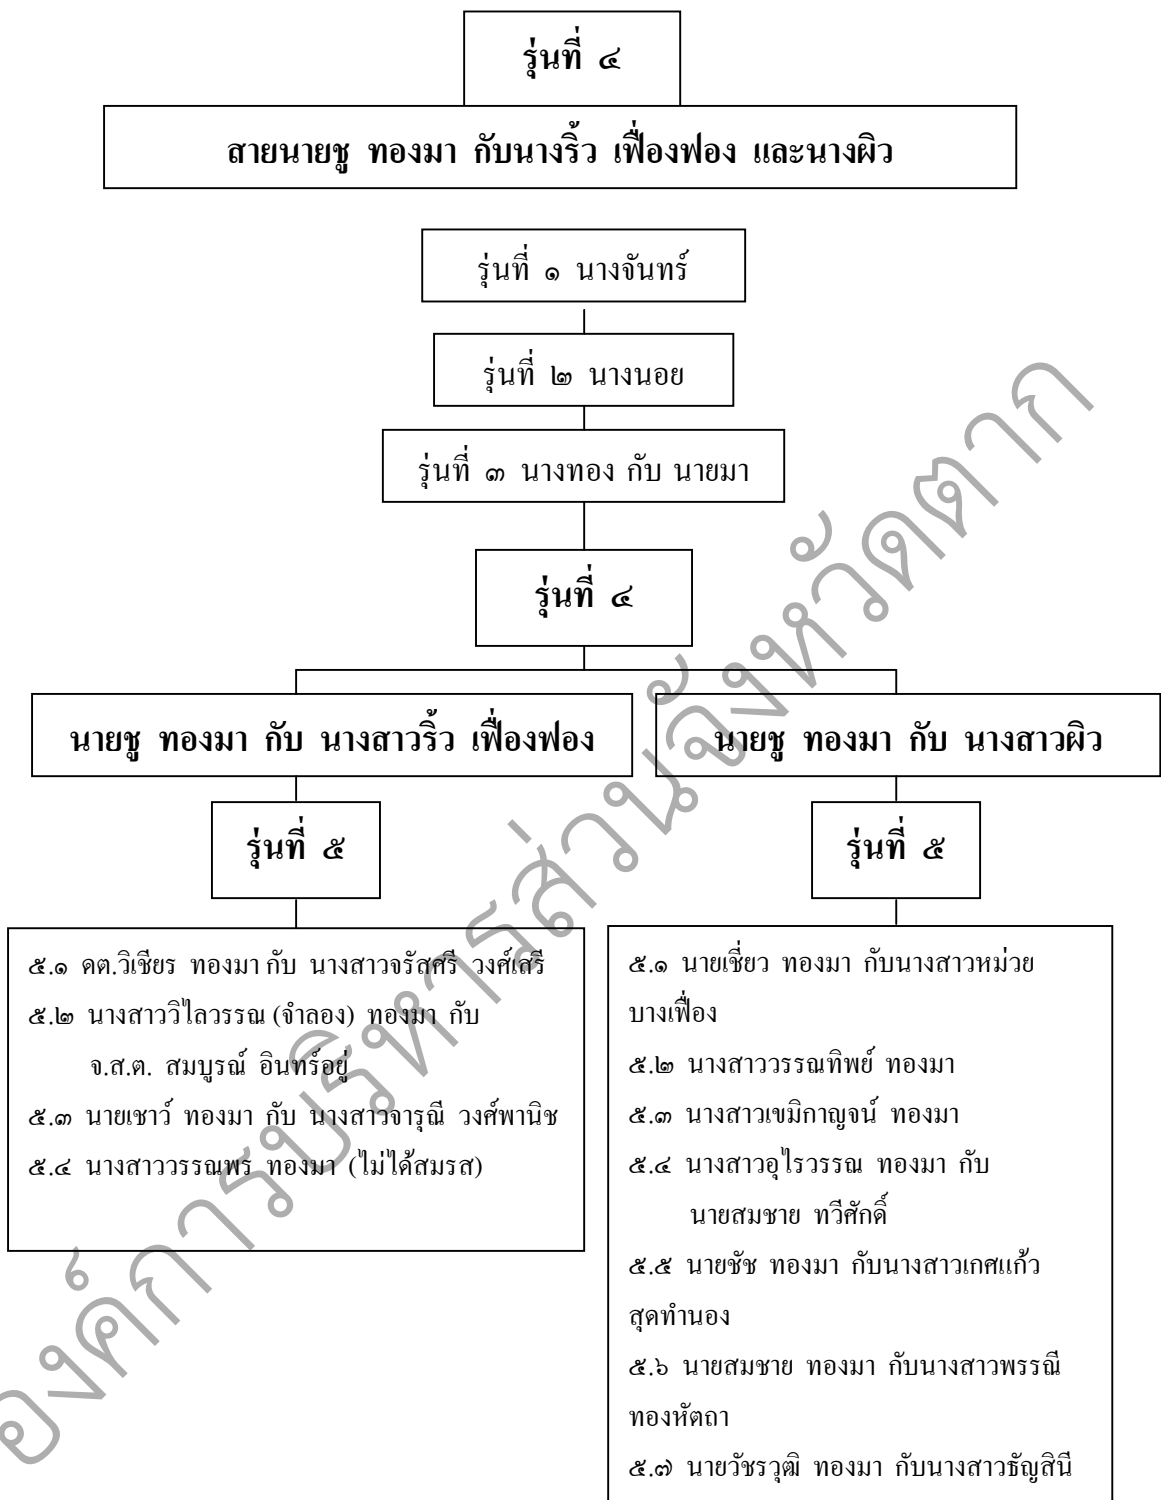 รุ่นที่ ๔
สายนายชู ทองมา กับนางริ้ว เฟื่องฟอง และนางผิว
รุ่นที่ ๑ นางจันทร์
รุ่นที่ ๒ นางนอย
รุ่นที่ ๓ นางทอง กับ นายมา
รุ่นที่ ๔
นายชู ทองมา กับ นางสาวริ้ว เฟื่องฟอง
รุ่นที่ ๕
๕.๑ ดต.วิเชียร ทองมา กับ นางสาวจรัสศรี วงศ์เสรี
๕.๒ นางสาววิไลวรรณ (จำลอง) ทองมา กับ
จ.ส.ต. สมบูรณ์ อินทร์อยู่
๕.๓ นายเชาว์ ทองมา กับ นางสาวจารุณี วงศ์พานิช
๕.๔ นางสาววรรณพร ทองมา (ไม่ได้สมรส)
นายชู ทองมา กับ นางสาวผิว
รุ่นที่ ๕
๕.๑ นายเชี่ยว ทองมา กับนางสาวหม่วย
บางเฟื่อง
๕.๒ นางสาววรรณทิพย์ ทองมา
๕.๓ นางสาวเขมิกาญจน์ ทองมา
๕.๔ นางสาวอุไรวรรณ ทองมา กับ
นายสมชาย ทวีศักดิ์
๕.๕ นายชัช ทองมา กับนางสาวเกศแก้ว
สุดทำนอง
๕.๖ นายสมชาย ทองมา กับนางสาวพรรณี
ทองหัตถา
๕.๗ นายวัชรวุฒิ ทองมา กับนางสาวธัญสินี
องค์การบริหารส่วนจังหวัดตาก